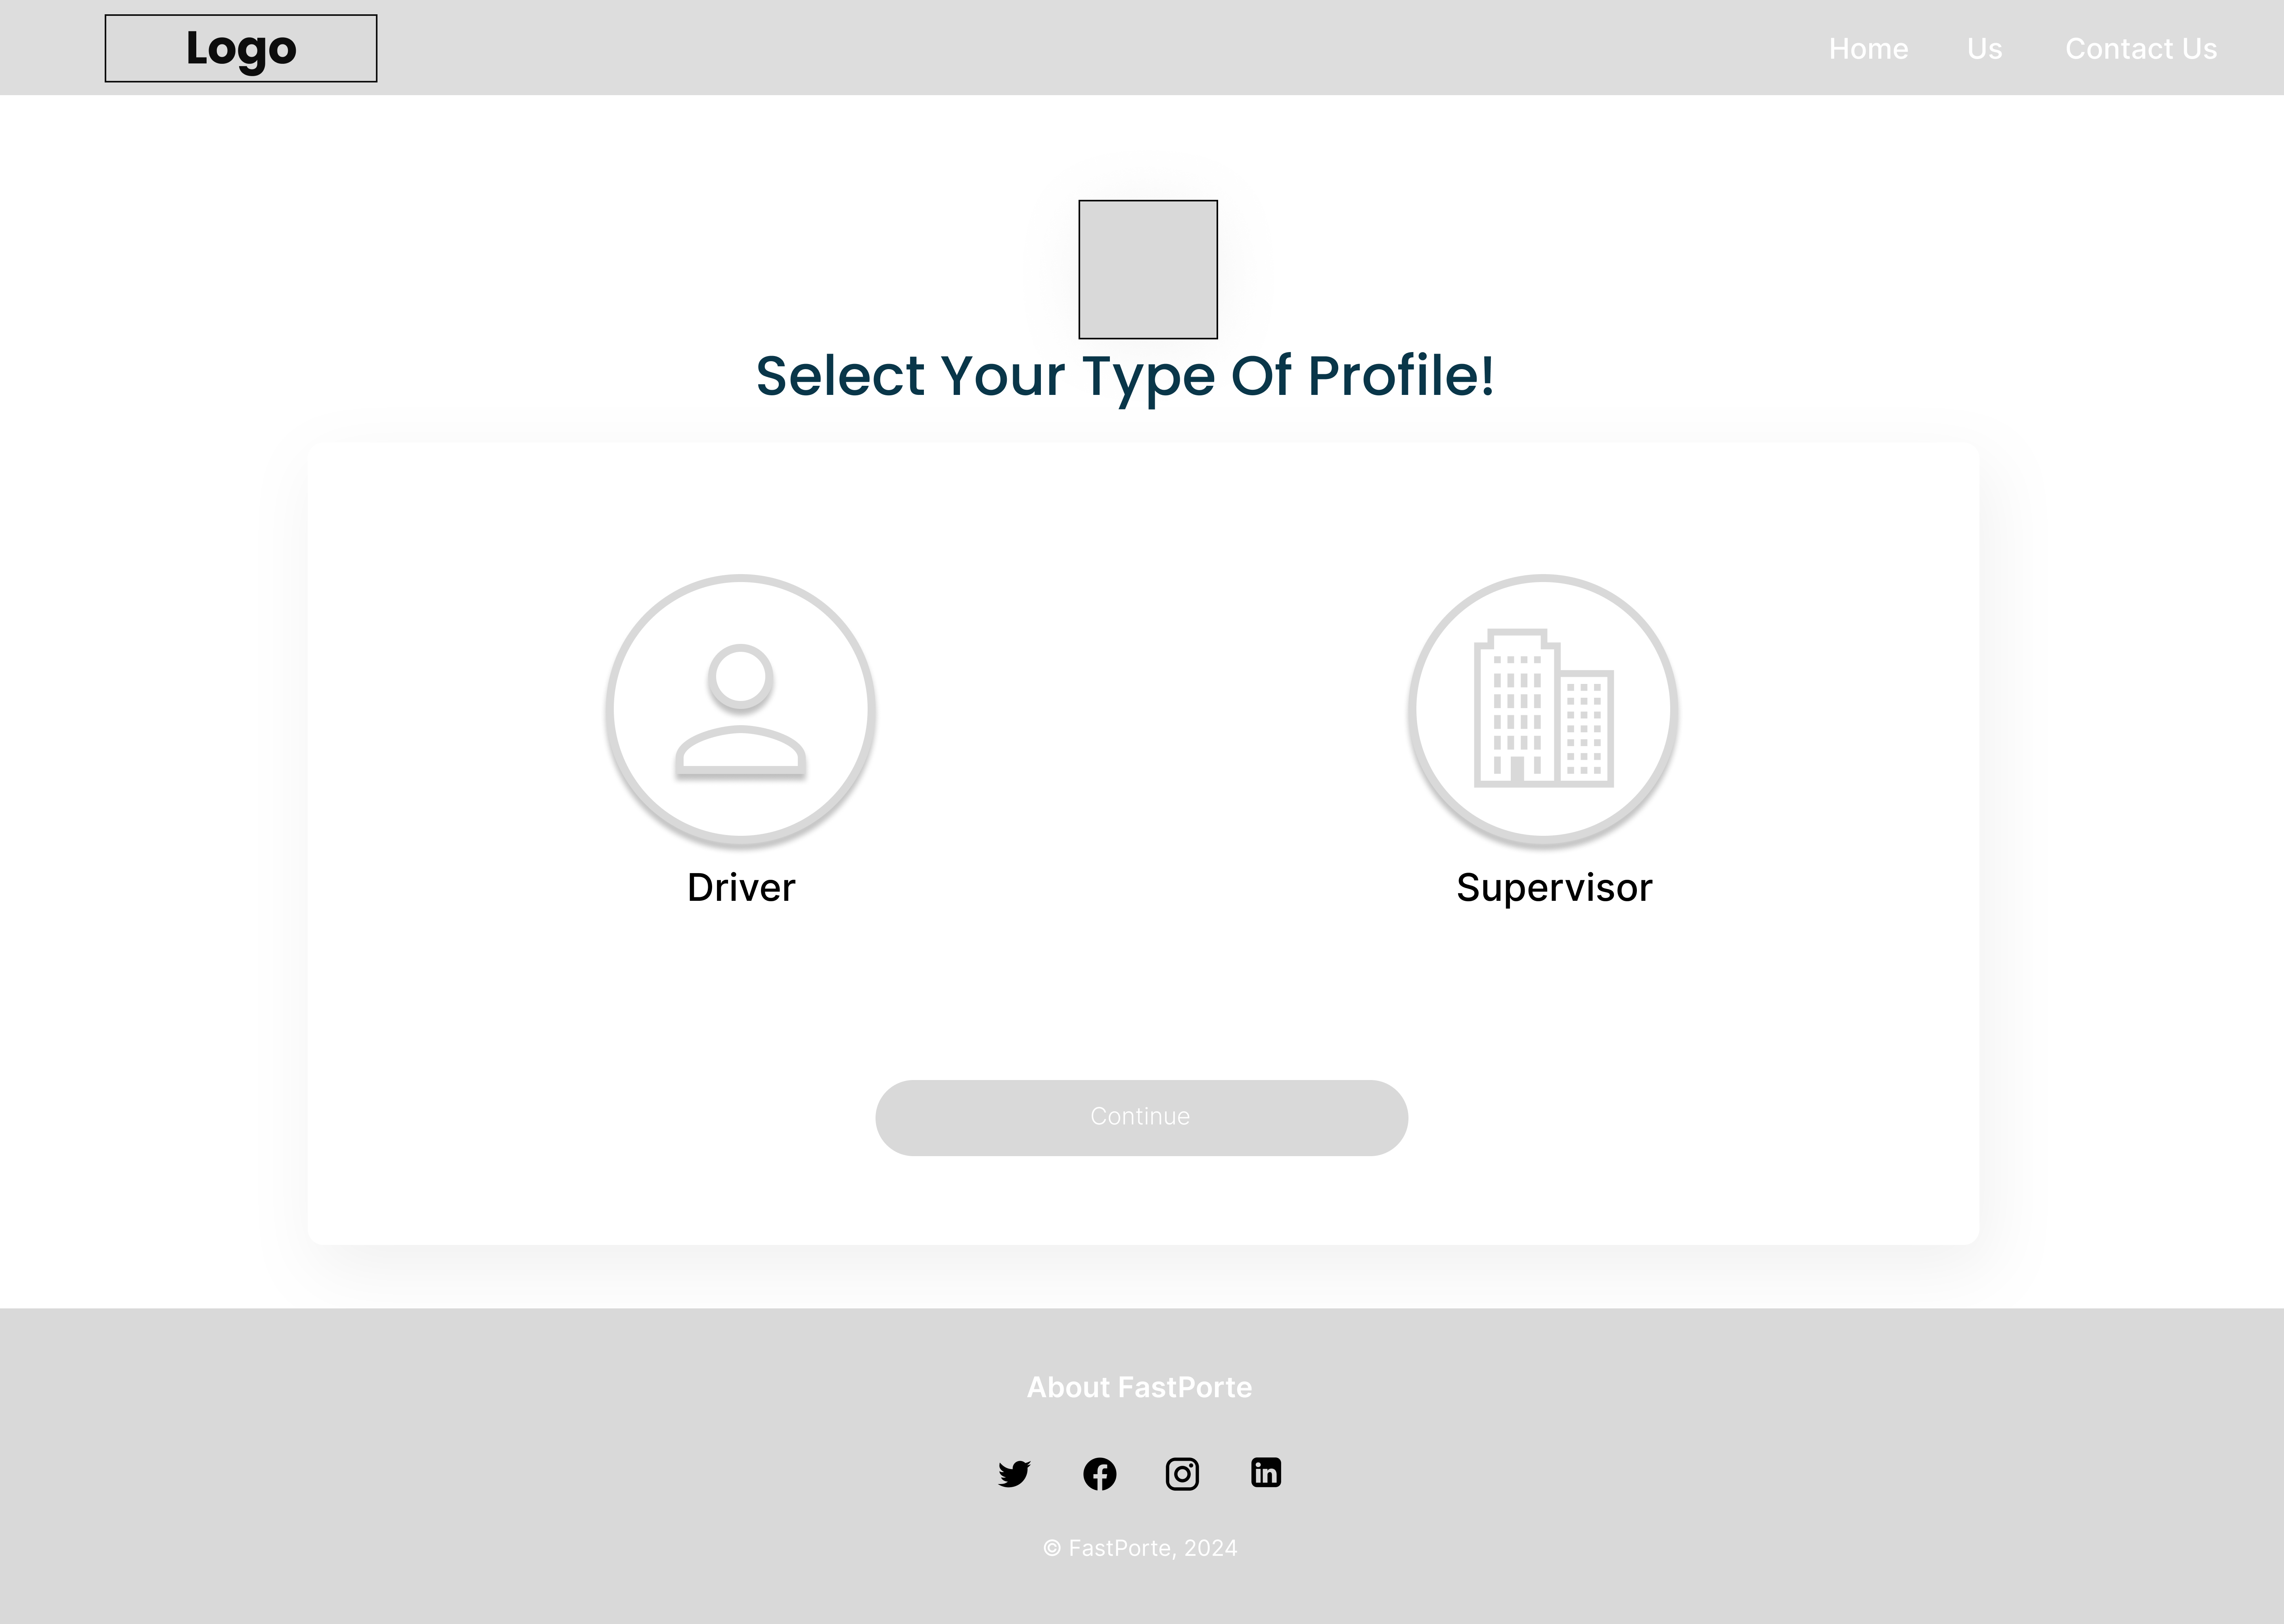 Logo
Home Us Contact Us
Select Your Type Of Profile!
Driver Supervisor
Continue
About FastPorte
© FastPorte, 2024